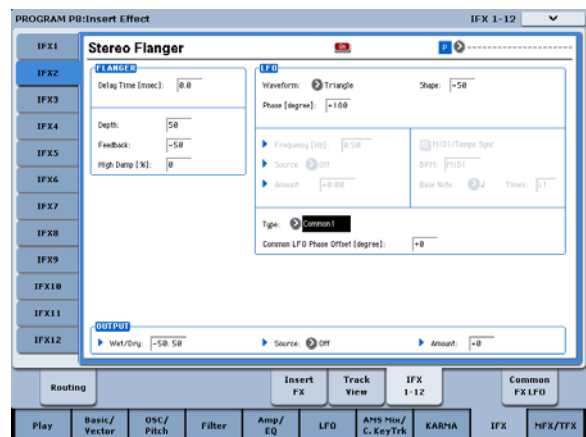 PROGRAM P8:Insert Effect IFX 1-12
IFX1
IFX2
IFX3
IFX4
IFX5
IFX6
IFX7
IFX8
IFX9
IFX10
IFX11
IFX12
Stereo Flanger On P
FLANGER
Delay Time [msec]: 0.0
Depth: 50
Feedback: -50
High Damp [%]: 0
LFO
Waveform: Triangle Shape: -50
Phase [degree]: +180
Frequency [Hz]: 0.50 MIDI/Tempo Sync
Source: Off BPM: MIDI
Amount: +0.00 Base Note: ♩ Times: x1
Type: Common1
Common LFO Phase Offset [degree]: +0
OUTPUT
Wet/Dry: -50:50 Source: Off Amount: +0
Routing
Insert FX
Track View
IFX 1-12
Common FX LFO
Play
Basic/ Vector
OSC/ Pitch
Filter
Amp/ EQ
LFO
AMS Mix/ C.KeyTrk
KARMA
IFX
MFX/TFX